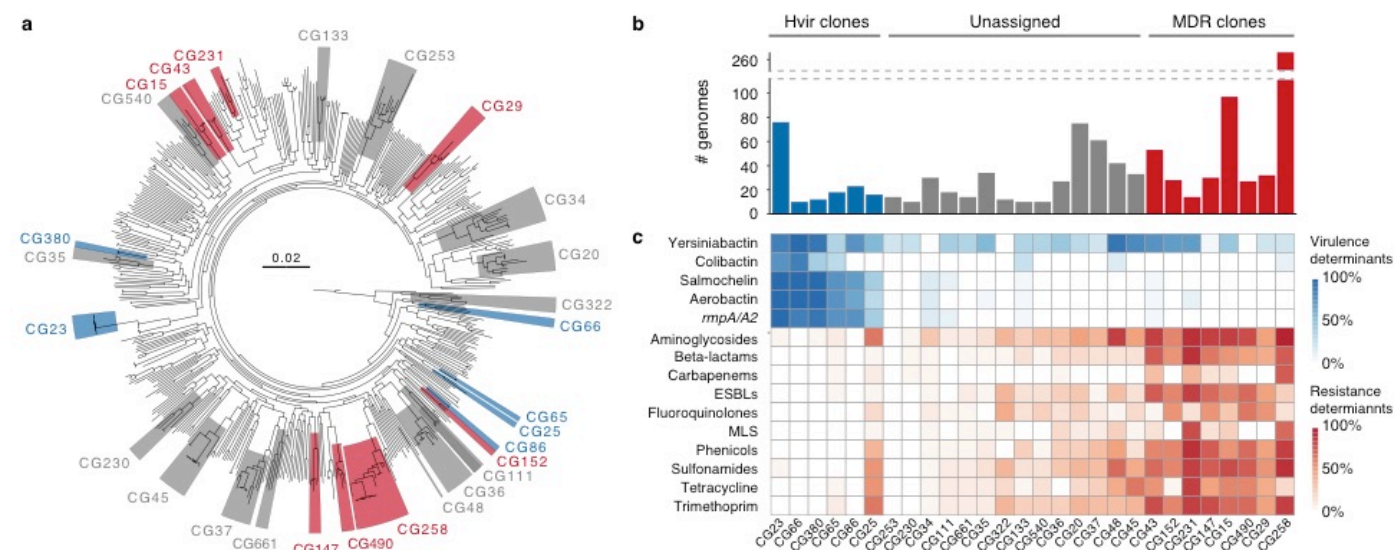 a
CG133
CG253
CG231
CG43
CG15
CG540
CG29
CG34
CG20
CG380
CG35
0.02
CG322
CG66
CG23
CG65
CG25
CG86
CG152
CG111
CG36
CG48
CG230
CG45
CG37
CG661
CG147
CG490
CG258
b
Hvir clones
Unassigned
MDR clones
# genomes
260
100
80
60
40
20
0
c
Yersiniabactin
Colibactin
Salmochelin
Aerobactin
rmpA/A2
Aminoglycosides
Beta-lactams
Carbapenems
ESBLs
Fluoroquinolones
MLS
Phenicols
Sulfonamides
Tetracycline
Trimethoprim
CG23 CG66 CG380 CG65 CG86 CG25 CG253 CG230 CG34 CG111 CG661 CG35 CG322 CG133 CG540 CG36 CG20 CG37 CG48 CG45 CG43 CG152 CG231 CG147 CG15 CG490 CG29 CG258
Virulence
determinants
100%
50%
0%
Resistance
determiannts
100%
50%
0%